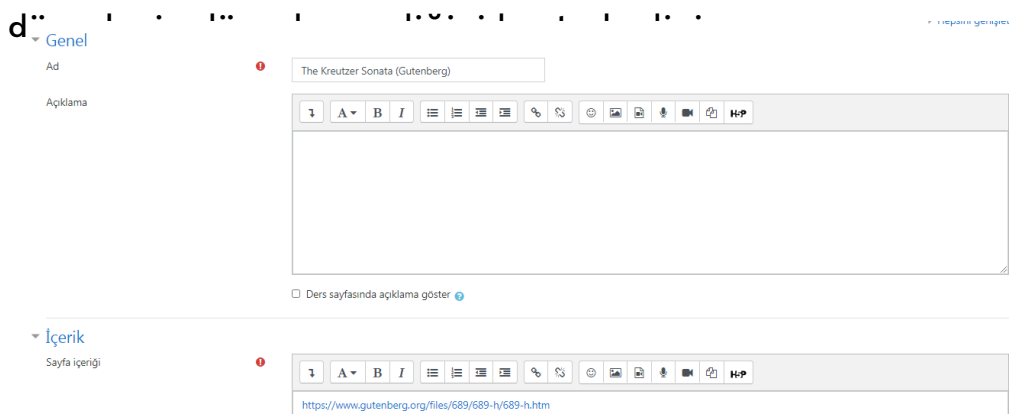 Genel
Ad
The Kreutzer Sonata (Gutenberg)
Açıklama
A B I
H-P
Ders sayfasında açıklama göster
İçerik
Sayfa içeriği
A B I
H-P
https://www.gutenberg.org/files/689/689-h/689-h.htm